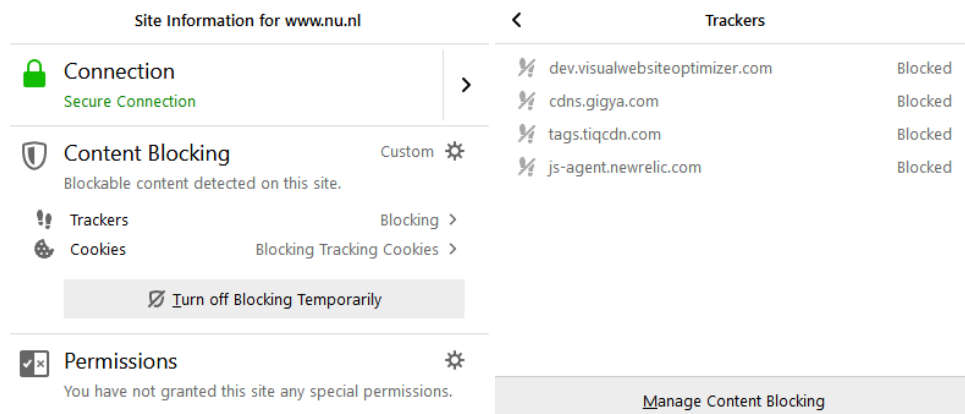 Site Information for www.nu.nl
Connection
Secure Connection
Content Blocking
Custom
Blockable content detected on this site.
Trackers
Blocking
Cookies
Blocking Tracking Cookies
Turn off Blocking Temporarily
Permissions
You have not granted this site any special permissions.
Trackers
dev.visualwebsiteoptimizer.com Blocked
cdns.gigya.com Blocked
tags.tiqcdn.com Blocked
js-agent.newrelic.com Blocked
Manage Content Blocking